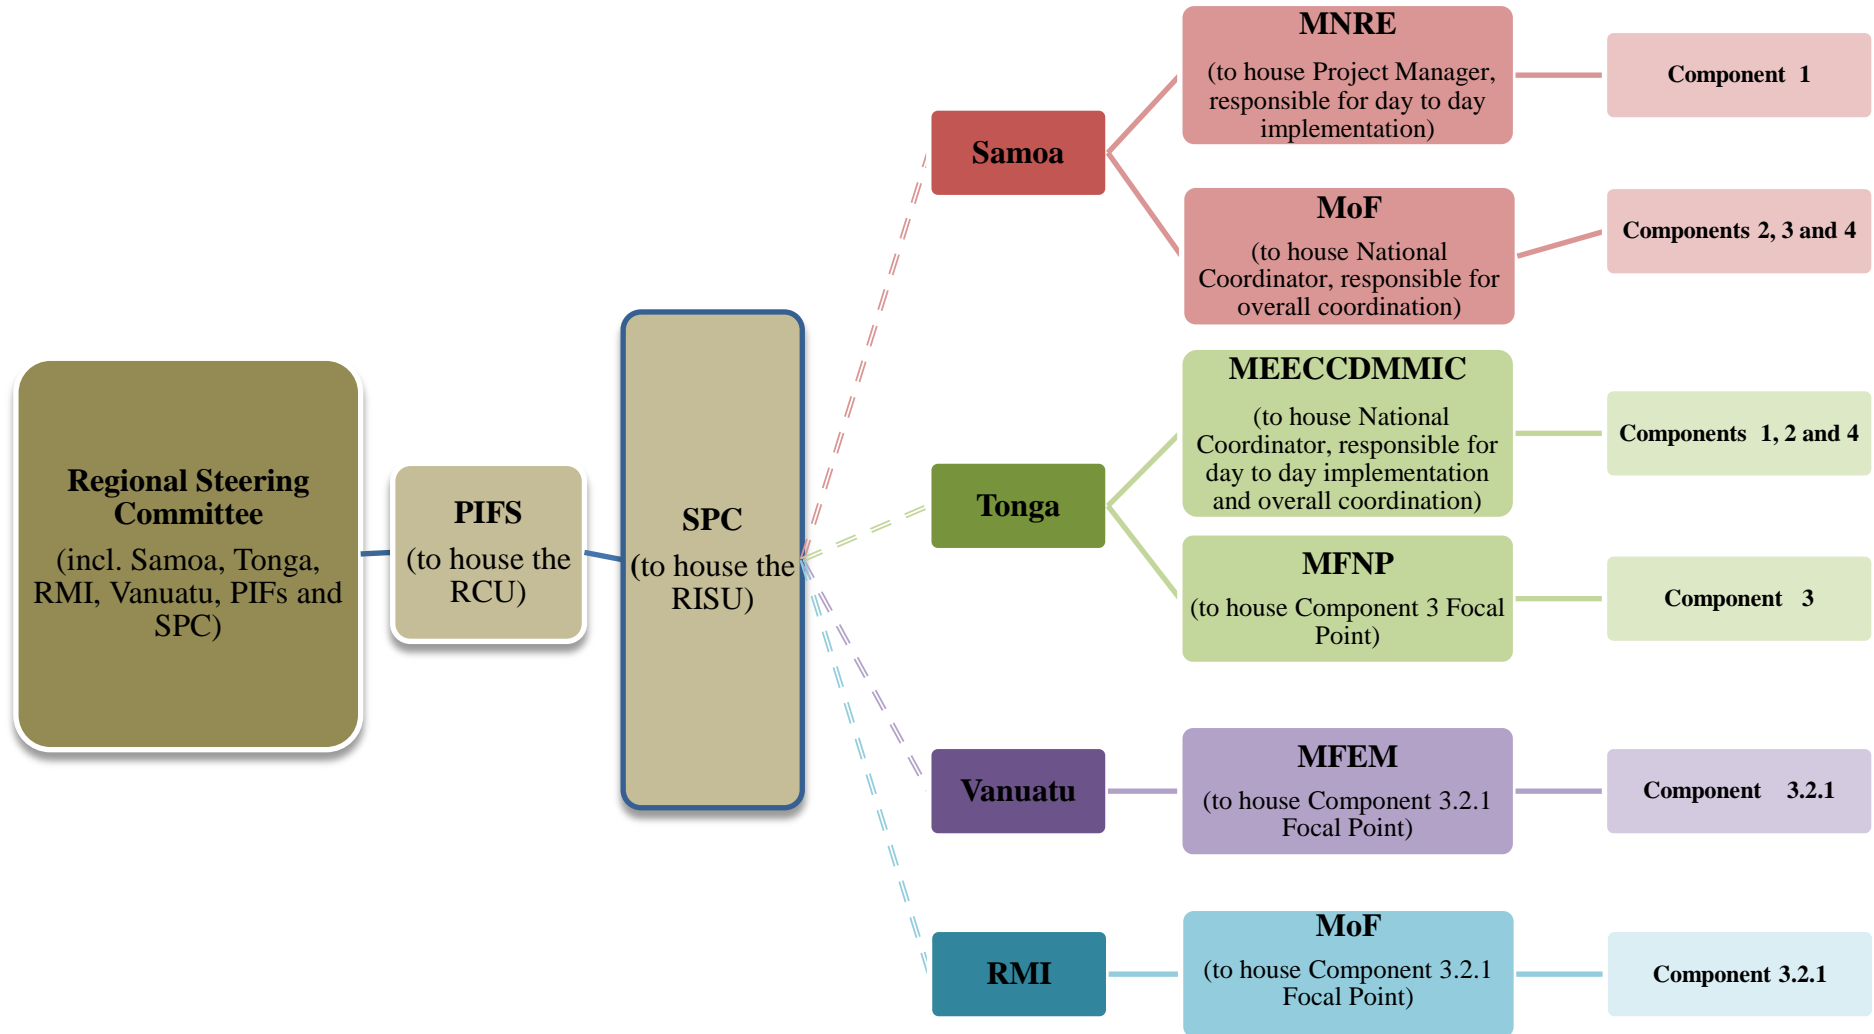 Regional Steering
Committee
(incl. Samoa, Tonga,
RMI, Vanuatu, PIFs and
SPC)
PIFS
(to house the
RCU)
SPC
(to house the
RISU)
Samoa
MNRE
(to house Project Manager,
responsible for day to day
implementation)
Component 1
MoF
(to house National
Coordinator, responsible for
overall coordination)
Components 2, 3 and 4
Tonga
MEECCDMMIC
(to house National
Coordinator, responsible for
day to day implementation
and overall coordination)
Components 1, 2 and 4
MFNP
(to house Component 3 Focal
Point)
Component 3
Vanuatu
MFEM
(to house Component 3.2.1
Focal Point)
Component 3.2.1
RMI
MoF
(to house Component 3.2.1
Focal Point)
Component 3.2.1